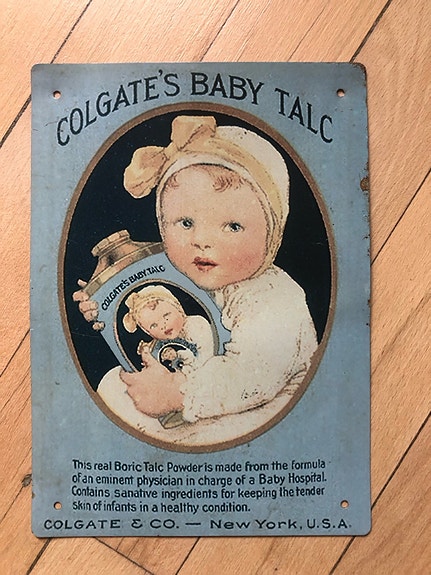 COLGATE'S BABY TALC
COLGATE'S BABY TALC
This real Boric Talc Powder is made from the formula
of an eminent physician in charge of a Baby Hospital.
Contains sanative ingredients for keeping the tender
skin of infants in a healthy condition.
COLGATE & CO. — New York, U.S.A.